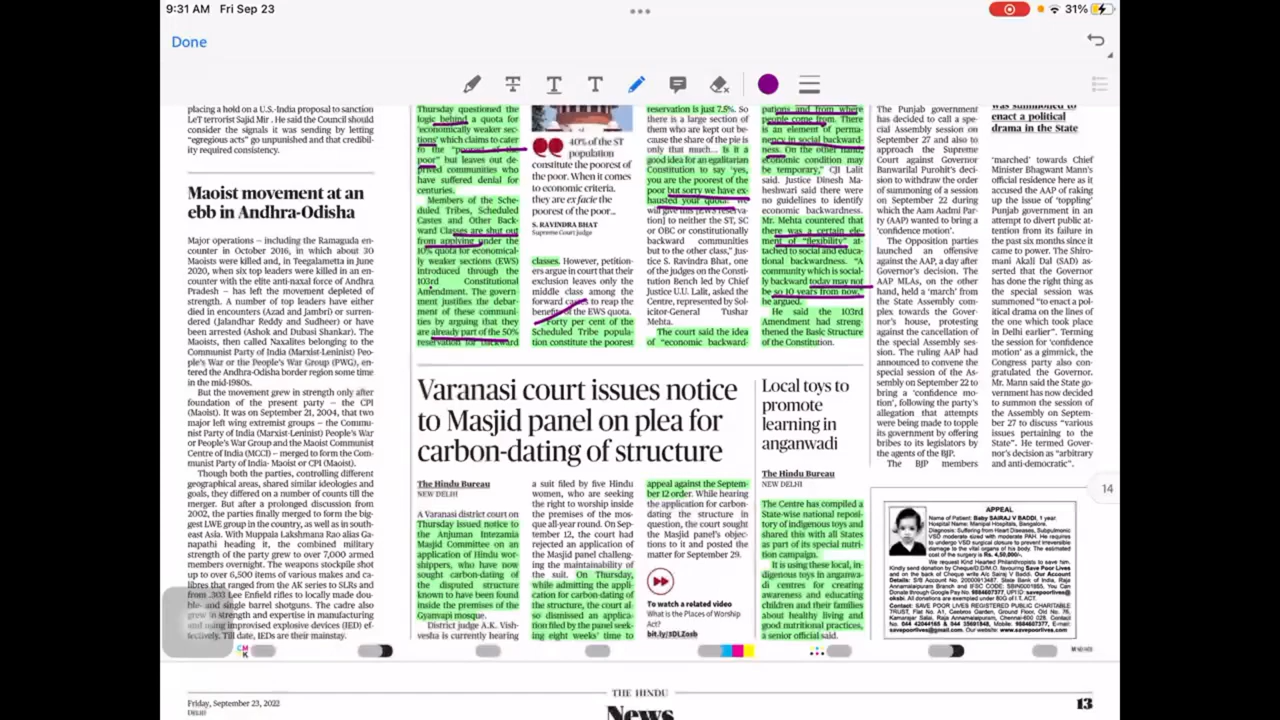 9:31 AM Fri Sep 23
31%
Done
placing a hold on a U.S.-India proposal to sanction
LeT terrorist Sajid Mir. He said the Council should
consider the signals it was sending by letting
"egregious acts" go unpunished and that credibil-
ity required consistency.
Maoist movement at an
ebb in Andhra-Odisha
Major operations – including the Ramaguda en-
counter in October 2016, in which about 30
Maoists were killed and, in Teegalametta in June
2020, when six top leaders were killed in an en-
counter with the elite anti-naxal force of Andhra
Pradesh – has left the movement depleted of
strength. A number of top leaders have either
died in encounters (Azad and Jambri) or surren-
dered (Jalandhar Reddy and Sudheer) or have
been arrested (Ashok and Dubasi Shankar). The
Maoists, then called Naxalites belonging to the
Communist Party of India (Marxist-Leninist) Peo-
ple's War or the People's War Group (PWG), en-
tered the Andhra-Odisha border region some time
in the mid-1980s.
But the movement grew in strength only after
foundation of the present party – the CPI
(Maoist). It was on September 21, 2004, that two
major left wing extremist groups – the Commu-
nist Party of India (Marxist-Leninist) People's War
or People's War Group and the Maoist Communist
Centre of India (MCCI) – merged to form the Com-
munist Party of India- Maoist or CPI (Maoist).
Though both the parties, controlling different
geographical areas, shared similar ideologies and
goals, they differed on a number of counts till the
merger. But after a prolonged discussion from
2002, the parties finally merged to form the big-
gest LWE group in the country, as well as in south-
east Asia. With Muppala Lakshmana Rao alias Ga-
napathi heading it, the combined military
strength of the party grew to over 7,000 armed
members overnight. The weapons stockpile shot
up to over 6,500 items of various makes and ca-
libres that ranged from the AK series to SLRs and
from .303 Lee Enfield rifles to locally made dou-
ble- and single barrel shotguns. The cadre also
grew in strength and expertise in manufacturing
and using improvised explosive devices (IED) ef-
fectively. Till date, IEDs are their mainstay.
Thursday questioned the
logic behind a quota for
'economically weaker sec-
tions' which claims to cater
to the "poorest of the
poor" but leaves out de-
prived communities who
have suffered denial for
centuries.
Members of the Sche-
duled Tribes, Scheduled
Castes and Other Back-
ward Classes are shut out
from applying under the
10% quota for economical-
ly weaker sections (EWS)
introduced through the
103rd Constitutional
Amendment. The govern-
ment justifies the debar-
ment of these communi-
ties by arguing that they
are already part of the 50%
reservation for backward
40% of the ST
population
constitute the poorest of
the poor. When it comes
to economic criteria,
they are ex facie the
poorest of the poor...
S. RAVINDRA BHAT
Supreme Court judge
classes. However, petition-
ers argue in court that their
exclusion leaves only the
middle class among the
forward castes to reap the
benefits of the EWS quota.
Forty per cent of the
Scheduled Tribe popula-
tion constitute the poorest
reservation is just 7.5%. So
there is a large section of
them who are kept out be-
cause the share of the pie is
only that much... Is it a
good idea for an egalitarian
Constitution to say 'yes,
you are the poorest of the
poor but sorry we have ex-
hausted your quota. We
will give this [EWS reserva-
tion] to neither the ST, SC
or OBC or constitutionally
backward communities
but to the other class,"Jus-
tice S. Ravindra Bhat, one
of the judges on the Consti-
tution Bench led by Chief
Justice U.U. Lalit, asked the
Centre, represented by Sol-
icitor-General Tushar
Mehta.
The court said the idea
of "economic backward-
pations and from where
people come from. There
is an element of perma-
nency in social backward-
ness. On the other hand,
economic condition may
be temporary," CJI Lalit
said. Justice Dinesh Ma-
heshwari said there were
no guidelines to identify
economic backwardness.
Mr. Mehta countered that
there was a certain ele-
ment of "flexibility" at-
tached to social and educa-
tional backwardness. "A
community which is social-
ly backward today may not
be so 10 years from now,"
he argued.
He said the 103rd
Amendment had streng-
thened the Basic Structure
of the Constitution.
The Punjab government
has decided to call a spe-
cial Assembly session on
September 27 and also to
approach the Supreme
Court against Governor
Banwarilal Purohit's deci-
sion to withdraw the order
of summoning of a session
on September 22 during
which the Aam Aadmi Par-
ty (AAP) wanted to bring a
'confidence motion'.
The Opposition parties
launched an offensive
against the AAP, a day after
Governor's decision. The
AAP MLAs, on the other
hand, held a 'march' from
the State Assembly com-
plex towards the Gover-
nor's house, protesting
against the cancellation of
the Assembly ses-
sion. The ruling AAP had
announced to convene the
special session of the As-
sembly on September 22 to
bring a 'confidence mo-
tion', following the party's
allegation that attempts
were being made to topple
its government by offering
bribes to its legislators by
the agents of the BJP.
The BJP members
was summoned to
enact a political
drama in the State
'marched' towards Chief
Minister Bhagwant Mann's
official residence here as it
accused the AAP of raking
up the issue of 'toppling'
Punjab government in an
attempt to divert public at-
tention from its failure in
the past six months since it
came to power. The Shiro-
mani Akali Dal (SAD) as-
serted that the Governor
has done the right thing as
the special session was
summoned "to enact a pol-
itical drama on the lines of
the one which took place
in Delhi earlier". Terming
the session for 'confidence
motion' as a gimmick, the
Congress party also con-
gratulated the Governor.
Mr. Mann said the State go-
vernment has now decided
to summon the session of
the Assembly on Septem-
ber 27 to discuss "various
issues pertaining to the
State". He termed Gover-
nor's decision as "arbitrary
and anti-democratic".
Varanasi court issues notice
to Masjid panel on plea for
carbon-dating of structure
The Hindu Bureau
NEW DELHI
A Varanasi district court on
Thursday issued notice to
the Anjuman Intezamia
Masjid Committee on an
application of Hindu wor-
shippers, who have now
sought carbon-dating of
the disputed structure
known to have been found
inside the premises of the
Gyanvapi mosque.
District judge A.K. Vish-
vesha is currently hearing
a suit filed by five Hindu
women, who are seeking
the right to worship inside
the premises of the mos-
que all-year round. On Sep-
tember 12, the court had
rejected an application of
the Masjid panel challeng-
ing the maintainability of
the suit. On Thursday,
while admitting the appli-
cation for carbon-dating of
the structure, the court al-
so dismissed an applica-
tion filed by the panel seek-
ing eight weeks' time to
appeal against the Septem-
ber 12 order. While hearing
the application for carbon-
dating the structure in
question, the court sought
the Masjid panel's objec-
tions to it and posted the
matter for September 29.
To watch a related video
What is the Places of Worship
Act?
bit.ly/3DLZosb
Local toys to
promote
learning in
anganwadi
The Hindu Bureau
NEW DELHI
The Centre has compiled a
State-wise national reposi-
tory of indigenous toys and
shared this with all States
as part of its special nutri-
tion campaign.
It is using these local, in-
digenous toys in anganwa-
di centres for creating
awareness and educating
children and their families
about healthy living and
good nutritional practices,
a senior official said.
14
APPEAL
Name of Patient: Baby SAIRAJ V BADDI, 1 year.
Hospital Name: Manipal Hospitals, Bangalore.
THE HINDU
Friday, September 23, 2022
DELHI
13
News